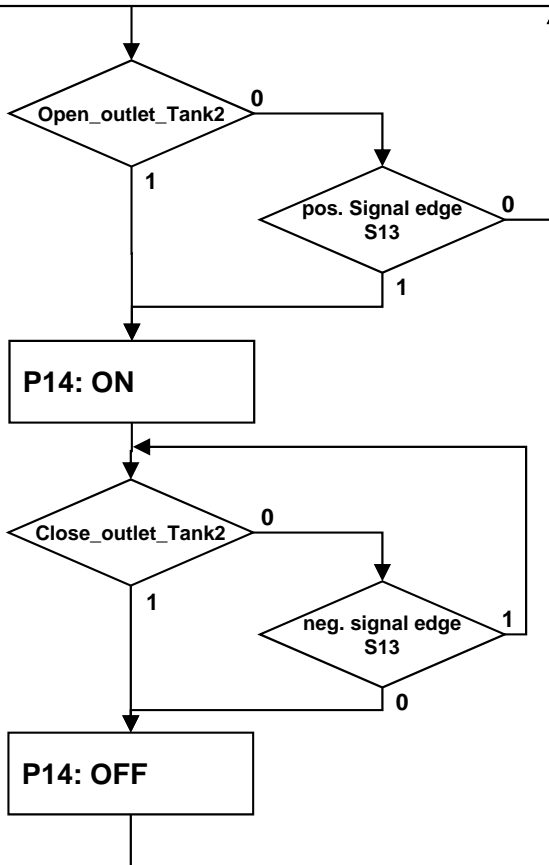 Open_outlet_Tank2
0
1
pos. Signal edge
S13
0
1
P14: ON
Close_outlet_Tank2
0
1
neg. signal edge
S13
1
0
P14: OFF